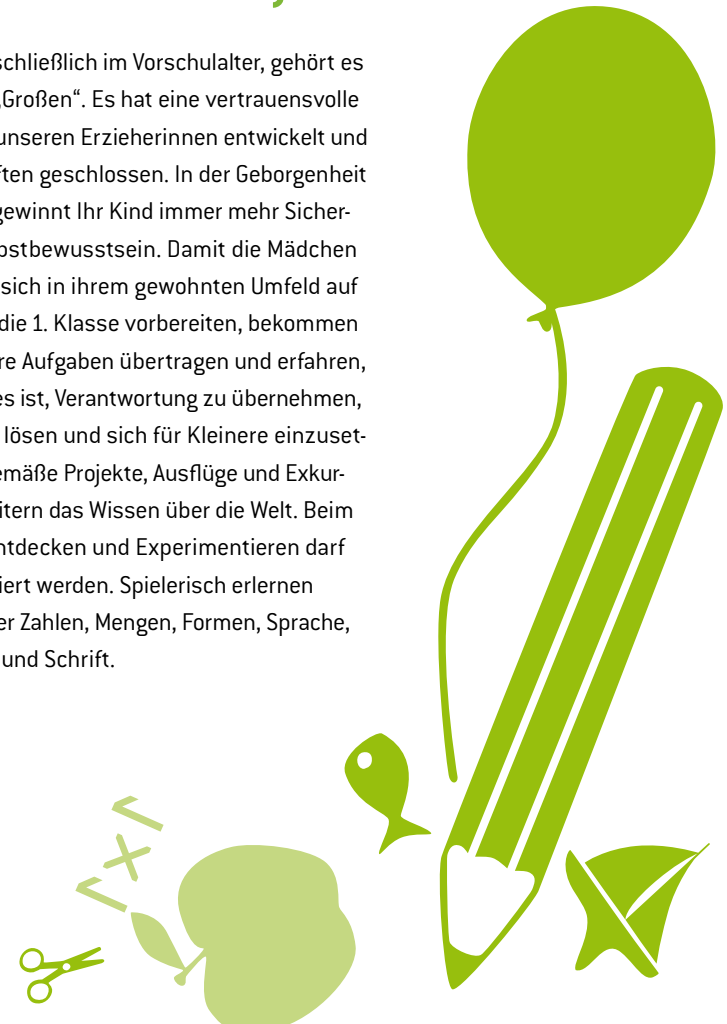 schließlich im Vorschulalter, gehört es
„Großen“. Es hat eine vertrauensvolle
unseren Erzieherinnen entwickelt und
ften geschlossen. In der Geborgenheit
gewinnt Ihr Kind immer mehr Sicher-
bstbewusstsein. Damit die Mädchen
sich in ihrem gewohnten Umfeld auf
die 1. Klasse vorbereiten, bekommen
re Aufgaben übertragen und erfahren,
es ist, Verantwortung zu übernehmen,
lösen und sich für Kleinere einzuset-
emäße Projekte, Ausflüge und Exkur-
itern das Wissen über die Welt. Beim
ntdecken und Experimentieren darf
iert werden. Spielerisch erlernen
er Zahlen, Mengen, Formen, Sprache,
und Schrift.
1x1